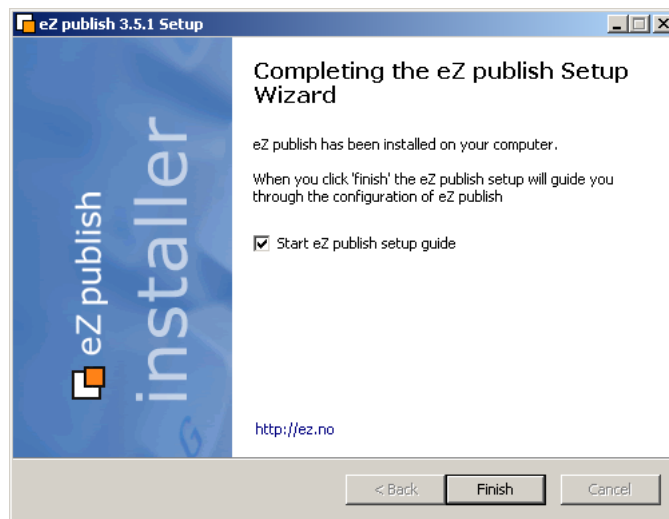 eZ publish 3.5.1 Setup
eZ publish
installer
Completing the eZ publish Setup
Wizard
eZ publish has been installed on your computer.
When you click 'finish' the eZ publish setup will guide you
through the configuration of eZ publish
Start eZ publish setup guide
http://ez.no
< Back
Finish
Cancel